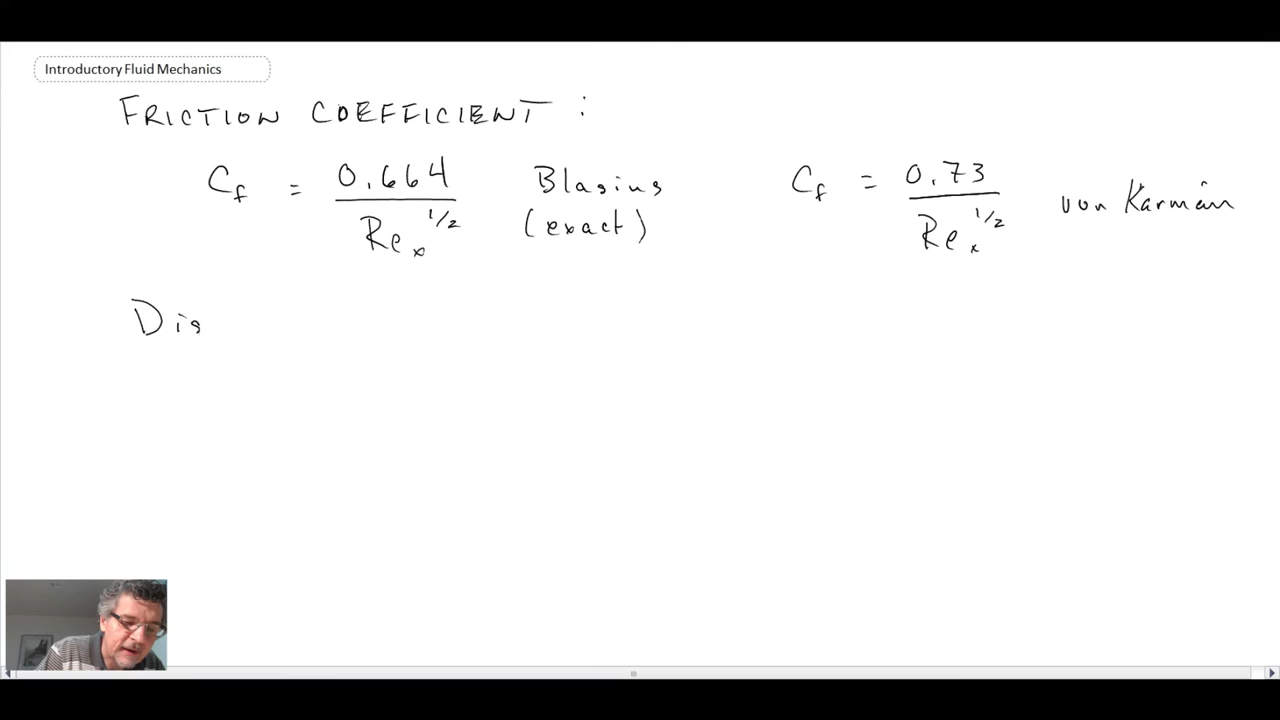 Introductory Fluid Mechanics
FRICTION COEFFICIENT :
Cf = 0.664 / Rex^1/2 Blasius (exact)
Cf = 0.73 / Rex^1/2 von Karman
Dis